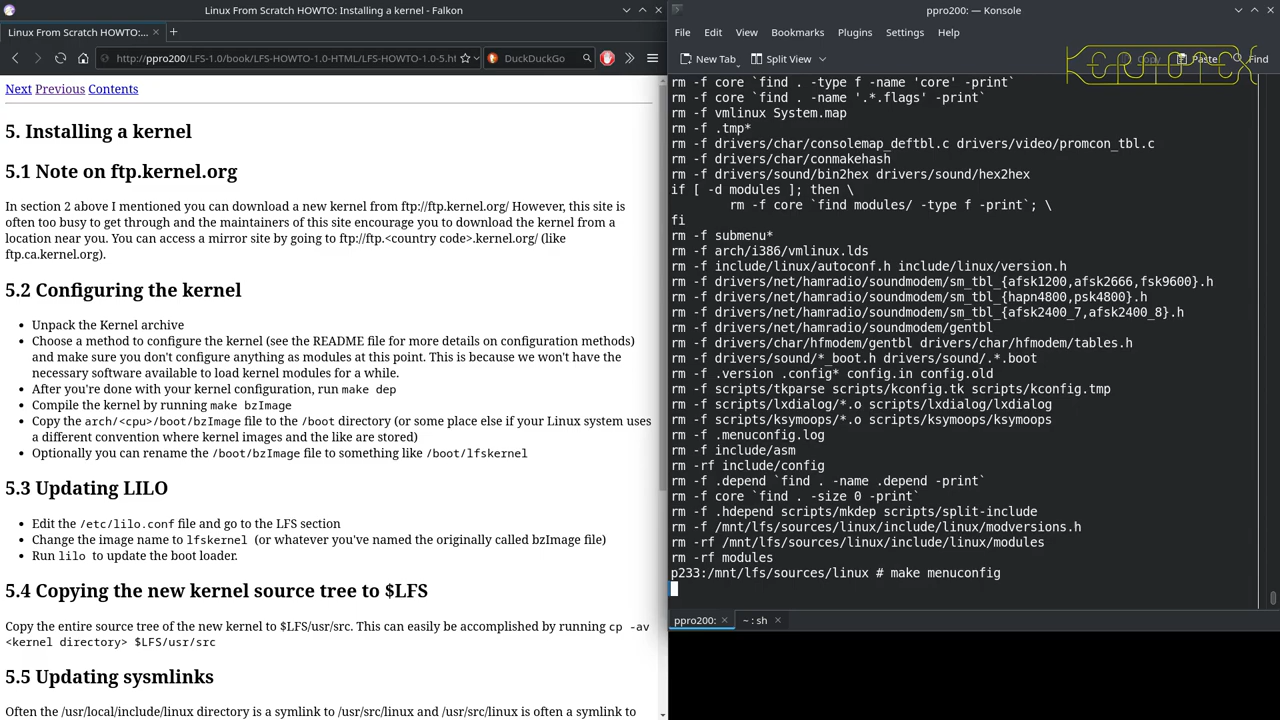 Linux From Scratch HOWTO: Installing a kernel - Falkon
Linux From Scratch HOWTO:...
http://ppro200/LFS-1.0/book/LFS-HOWTO-1.0-HTML/LFS-HOWTO-1.0-5.ht
DuckDuckGo
Next Previous Contents
5. Installing a kernel
5.1 Note on ftp.kernel.org
In section 2 above I mentioned you can download a new kernel from ftp://ftp.kernel.org/ However, this site
is often too busy to get through and the maintainers of this site encourage you to download the kernel from a
location near you. You can access a mirror site by going to ftp://ftp.<country code>.kernel.org/ (like
ftp.ca.kernel.org).
5.2 Configuring the kernel
Unpack the Kernel archive
Choose a method to configure the kernel (see the README file for more details on configuration methods)
and make sure you don't configure anything as modules at this point. This is because we won't have the
necessary software available to load kernel modules for a while.
After you're done with your kernel configuration, run make dep
Compile the kernel by running make bzImage
Copy the arch/<cpu>/boot/bzImage file to the /boot directory (or some place else if your Linux system uses
a different convention where kernel images and the like are stored)
Optionally you can rename the /boot/bzImage file to something like /boot/lfskernel
5.3 Updating LILO
Edit the /etc/lilo.conf file and go to the LFS section
Change the image name to lfskernel (or whatever you've named the originally called bzImage file)
Run lilo to update the boot loader.
5.4 Copying the new kernel source tree to $LFS
Copy the entire source tree of the new kernel to $LFS/usr/src. This can easily be accomplished by running cp -av
<kernel directory> $LFS/usr/src
5.5 Updating symlinks
Often the /usr/local/include/linux directory is a symlink to /usr/src/linux and /usr/src/linux is often a symlink to
ppro200: — Konsole
File Edit View Bookmarks Plugins Settings Help
New Tab Split View Copy Paste Find
rm -f core `find . -type f -name 'core' -print`
rm -f core `find . -name '.*.flags' -print`
rm -f vmlinux System.map
rm -f .tmp*
rm -f drivers/char/consolemap_deftbl.c drivers/video/promcon_tbl.c
rm -f drivers/char/conmakehash
rm -f drivers/sound/bin2hex drivers/sound/hex2hex
if [ -d modules ]; then \
rm -f core `find modules/ -type f -print`; \
fi
rm -f submenu*
rm -f arch/i386/vmlinux.lds
rm -f include/linux/autoconf.h include/linux/version.h
rm -f drivers/net/hamradio/soundmodem/sm_tbl_{afsk1200,afsk2666,fsk9600}.h
rm -f drivers/net/hamradio/soundmodem/sm_tbl_{hapn4800,psk4800}.h
rm -f drivers/net/hamradio/soundmodem/sm_tbl_{afsk2400_7,afsk2400_8}.h
rm -f drivers/net/hamradio/soundmodem/gentbl
rm -f drivers/char/hfmodem/gentbl drivers/char/hfmodem/tables.h
rm -f drivers/sound/*_boot.h drivers/sound/.*.boot
rm -f .version .config* config.in config.old
rm -f scripts/tkparse scripts/kconfig.tk scripts/kconfig.tmp
rm -f scripts/lxdialog/*.o scripts/lxdialog/lxdialog
rm -f scripts/ksymoops/*.o scripts/ksymoops/ksymoops
rm -f .menuconfig.log
rm -f include/asm
rm -rf include/config
rm -f .depend `find . -name .depend -print`
rm -f core `find . -size 0 -print`
rm -f .hdepend scripts/mkdep scripts/split-include
rm -f /mnt/lfs/sources/linux/include/linux/modversions.h
rm -rf /mnt/lfs/sources/linux/include/linux/modules
rm -rf modules
p233:/mnt/lfs/sources/linux # make menuconfig
ppro200: ~ : sh